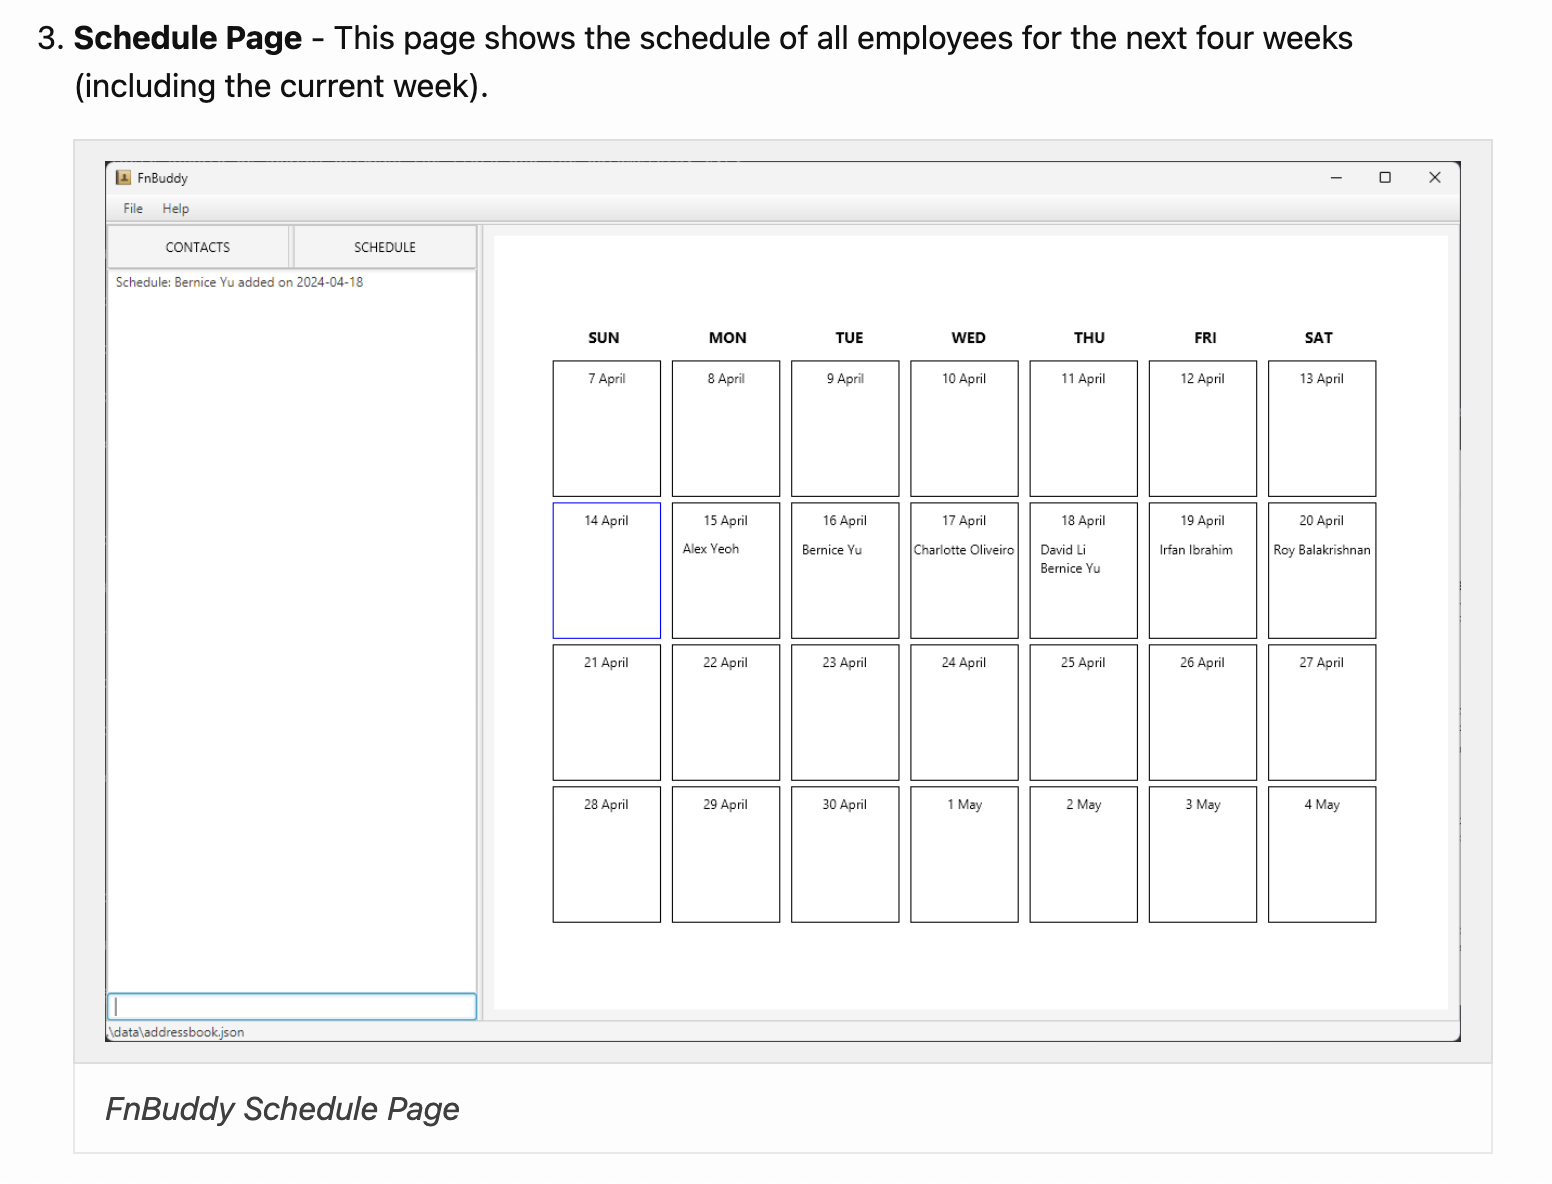 3. Schedule Page - This page shows the schedule of all employees for the next four weeks
(including the current week).
FnBuddy
File Help
CONTACTS SCHEDULE
Schedule: Bernice Yu added on 2024-04-18
SUN MON TUE WED THU FRI SAT
7 April 8 April 9 April 10 April 11 April 12 April 13 April
14 April 15 April 16 April 17 April 18 April 19 April 20 April
Alex Yeoh Bernice Yu Charlotte Oliveiro David Li Irfan Ibrahim Roy Balakrishnan
Bernice Yu
21 April 22 April 23 April 24 April 25 April 26 April 27 April
28 April 29 April 30 April 1 May 2 May 3 May 4 May
.\data\addressbook.json
FnBuddy Schedule Page